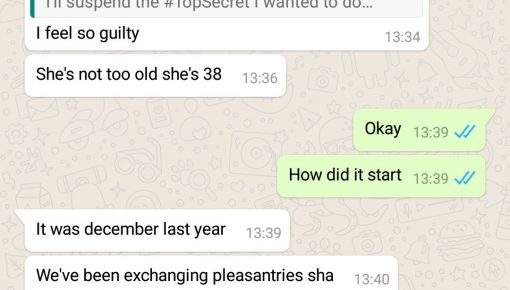 I'll suspend the #TopSecret I wanted to do…
I feel so guilty
13:34
She's not too old she's 38 13:36
Okay 13:39
How did it start 13:39
It was december last year 13:39
We've been exchanging pleasantries sha 13:40